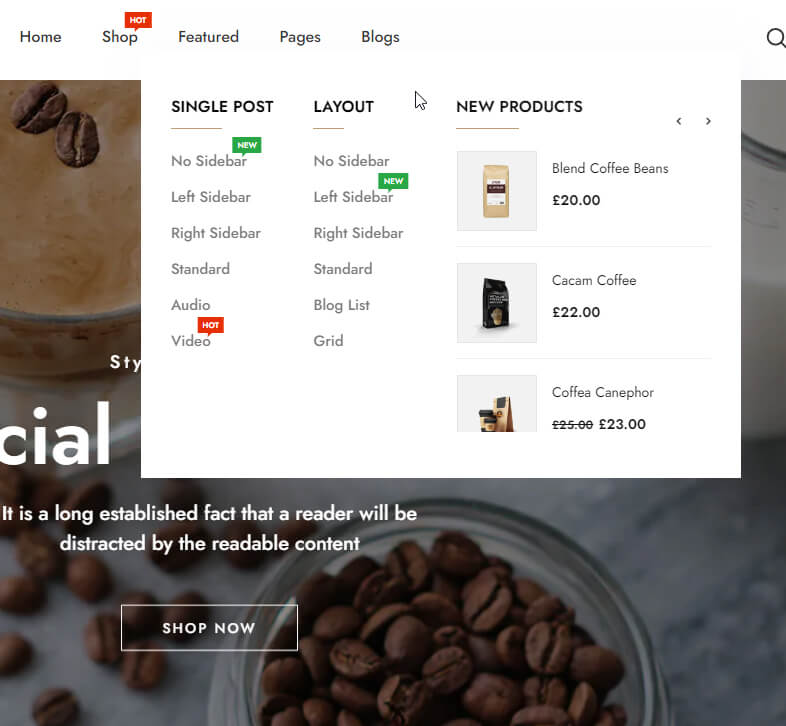 HOT
Home Shop Featured Pages Blogs
SINGLE POST
NEW
No Sidebar
Left Sidebar
Right Sidebar
Standard
Audio
HOT
Video
LAYOUT
No Sidebar
NEW
Left Sidebar
Right Sidebar
Standard
Blog List
Grid
NEW PRODUCTS
Blend Coffee Beans
£20.00
Cacam Coffee
£22.00
Coffea Canephor
£25.00 £23.00
Sty
cial
It is a long established fact that a reader will be
distracted by the readable content
SHOP NOW